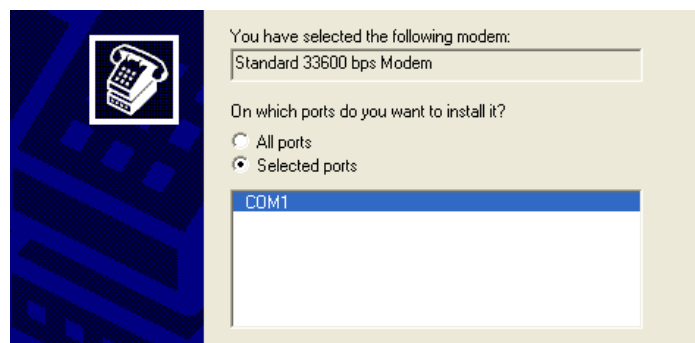 You have selected the following modem:
Standard 33600 bps Modem
On which ports do you want to install it?
All ports
Selected ports
COM1